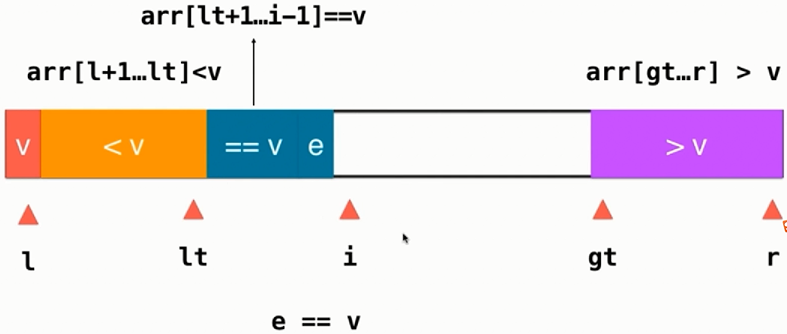 arr[lt+1...i-1]==v
arr[l+1...lt]<v
arr[gt...r] > v
v
< v
== v
e
> v
l
lt
i
gt
r
e == v